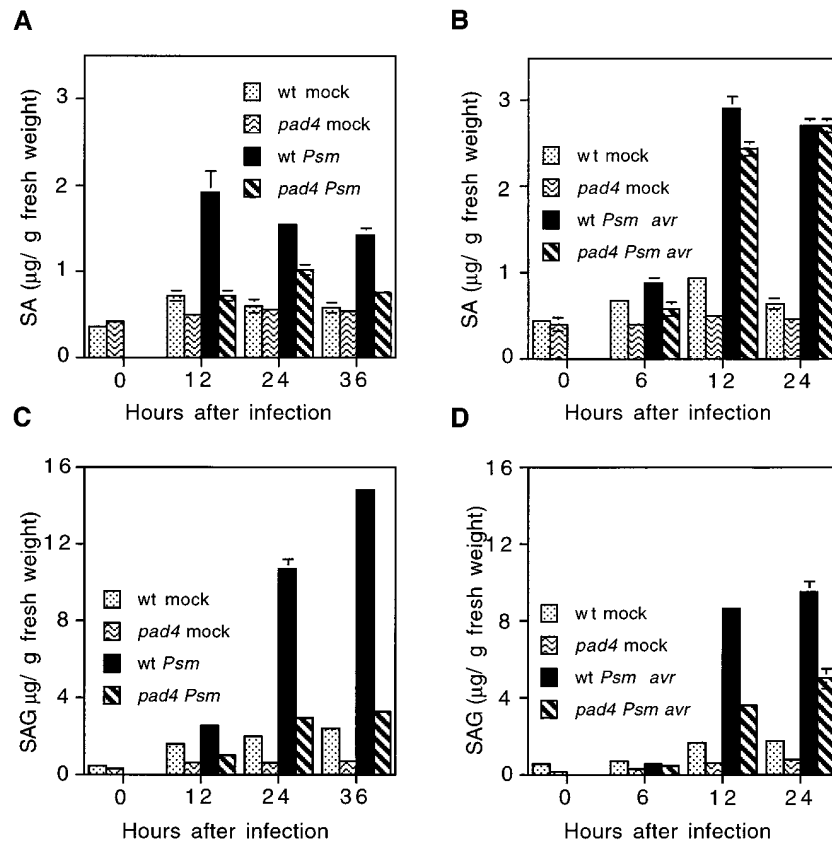 A
SA (μg/ g fresh weight)
3
2
1
0
wt mock
pad4 mock
wt Psm
pad4 Psm
0 12 24 36
Hours after infection
B
SA (μg/ g fresh weight)
3
2
1
0
wt mock
pad4 mock
wt Psm avr
pad4 Psm avr
0 6 12 24
Hours after infection
C
SAG μg/ g fresh weight)
16
12
8
4
0
wt mock
pad4 mock
wt Psm
pad4 Psm
0 12 24 36
Hours after infection
D
SAG (μg/ g fresh weight)
16
12
8
4
0
wt mock
pad4 mock
wt Psm avr
pad4 Psm avr
0 6 12 24
Hours after infection